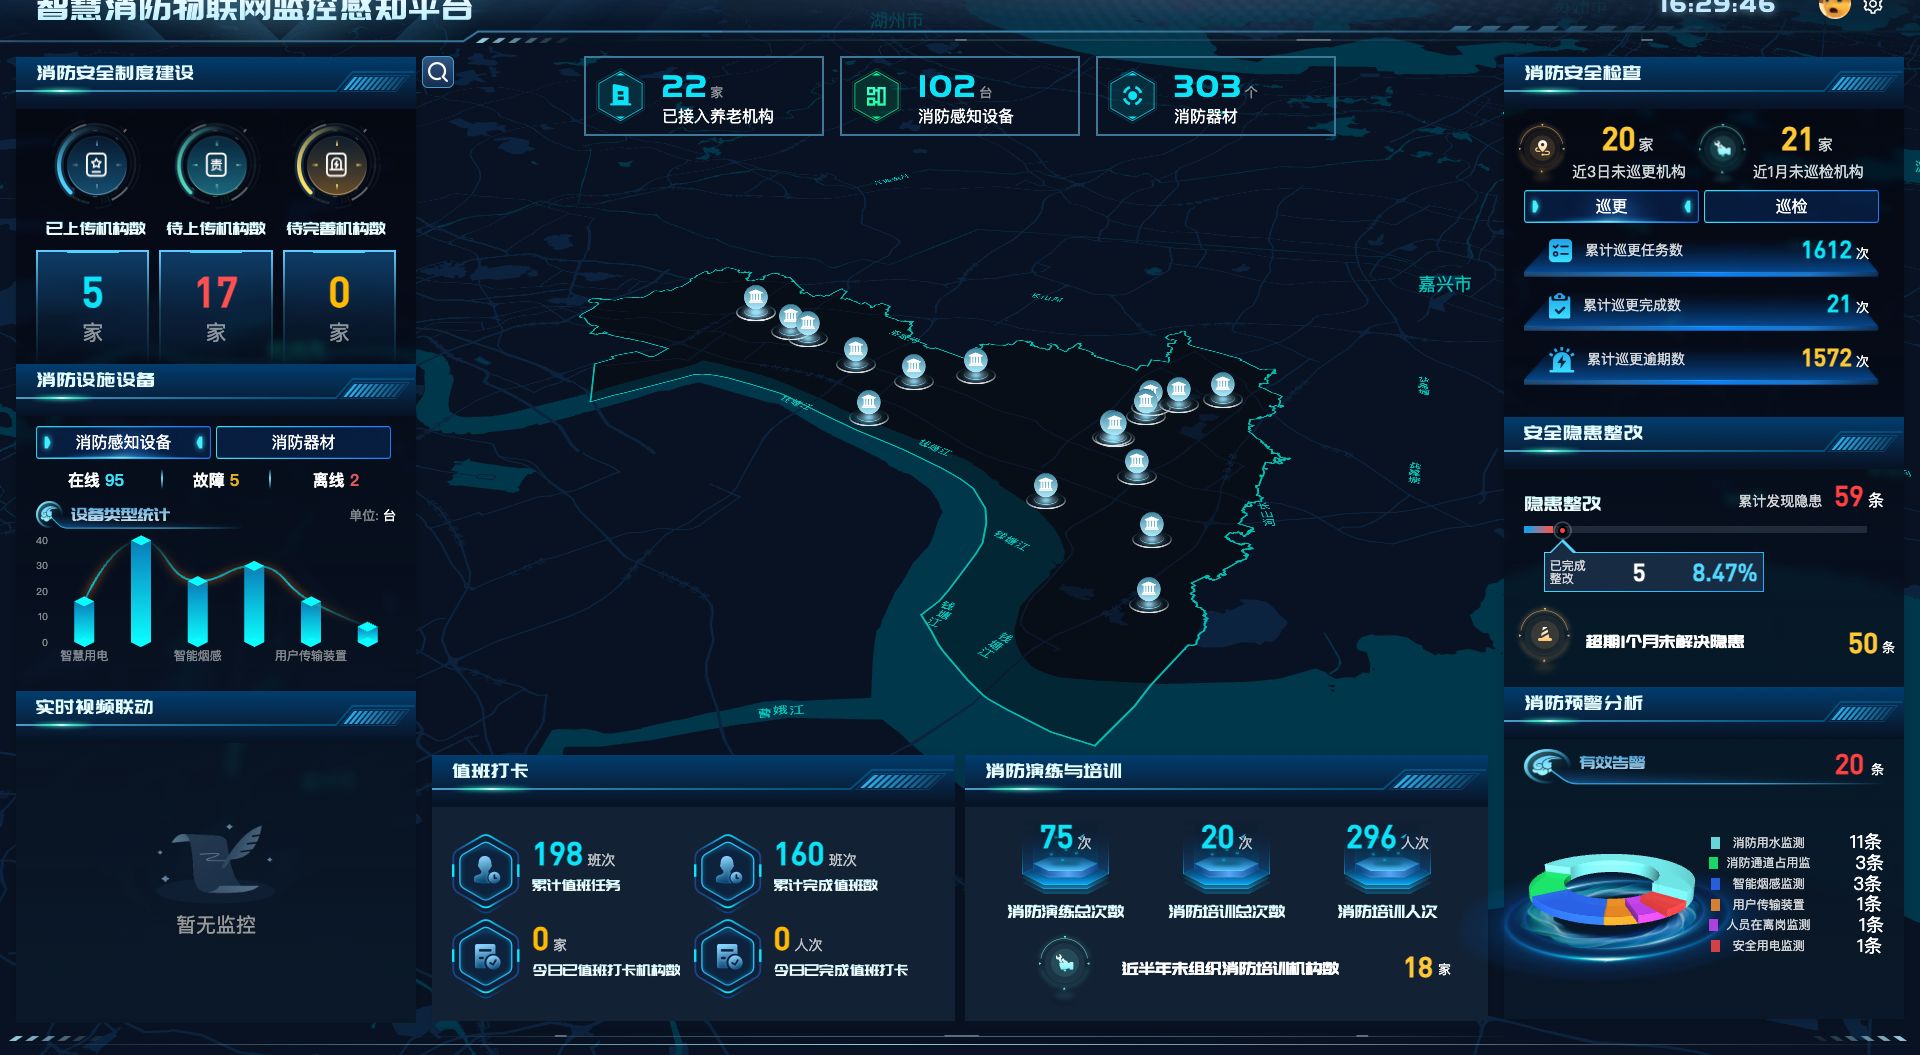 智慧消防物联网监控感知平台
16:29:46
湖州市
消防安全制度建设
已上传机构数
待上传机构数
待完善机构数
5
家
17
家
0
家
消防设施设备
消防感知设备
消防器材
在线 95
故障 5
离线 2
设备类型统计
单位: 台
40
30
20
10
0
智慧用电
智能烟感
用户传输装置
实时视频联动
暂无监控
22 家
已接入养老机构
102 台
消防感知设备
303 个
消防器材
嘉兴市
钱塘江
钱塘江
钱塘江
钱塘江
钱塘江
曹娥江
值班打卡
198 班次
累计值班任务
160 班次
累计完成值班数
0 家
今日已值班打卡机构数
0 人次
今日已完成值班打卡
消防演练与培训
75 次
消防演练总次数
20 次
消防培训总次数
296 人次
消防培训人次
近半年未组织消防培训机构数
18 家
消防安全检查
20 家
近3日未巡更机构
21 家
近1月未巡检机构
巡更
巡检
累计巡更任务数
1612 次
累计巡更完成数
21 次
累计巡更逾期数
1572 次
安全隐患整改
隐患整改
累计发现隐患 59 条
已完成
整改
5
8.47%
超期1个月未解决隐患
50 条
消防预警分析
有效告警
20 条
消防用水监测 11条
消防通道占用监 3条
智能烟感监测 3条
用户传输装置 1条
人员在离岗监测 1条
安全用电监测 1条